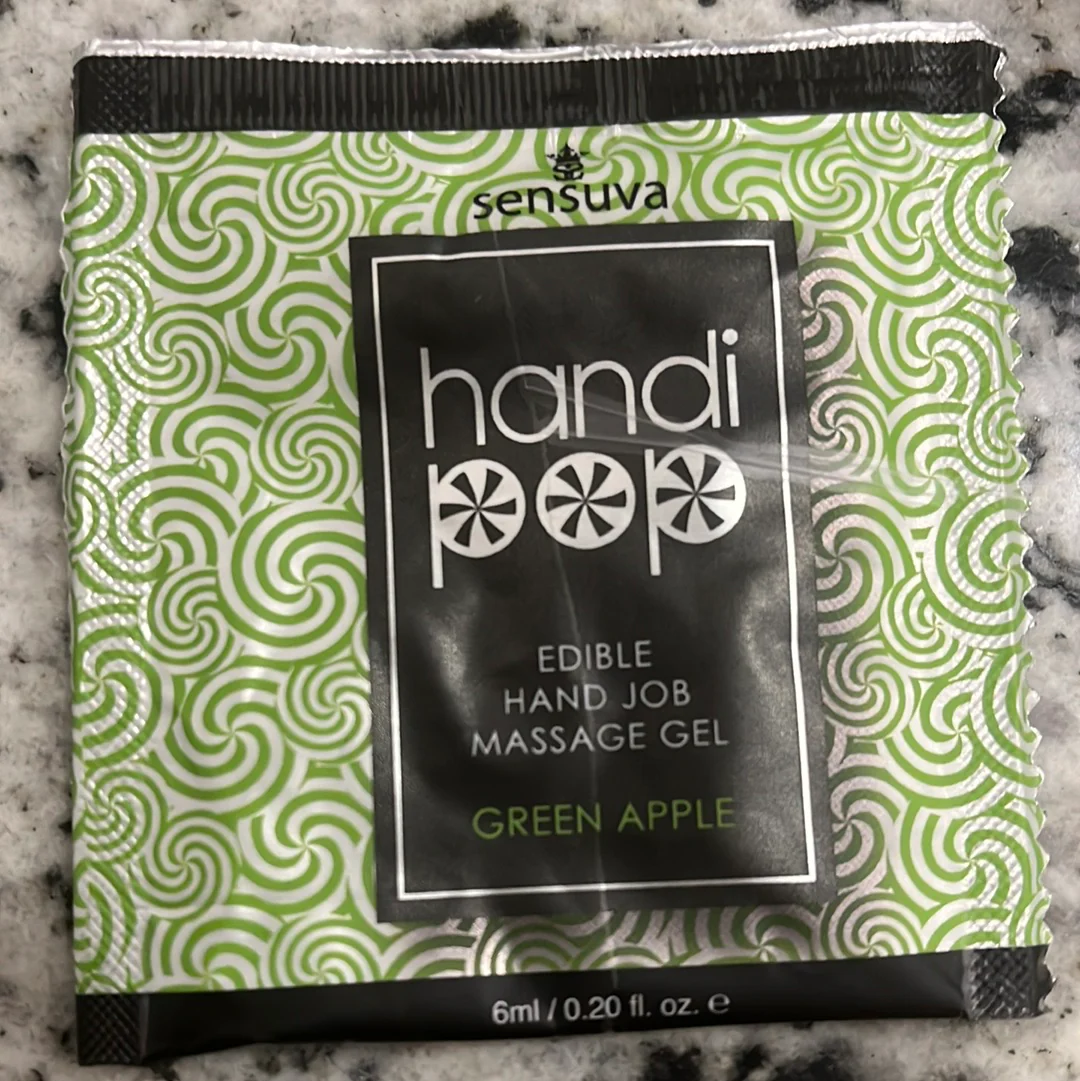 sensuva
handi
pop
EDIBLE
HAND JOB
MASSAGE GEL
GREEN APPLE
6ml / 0.20 fl. oz. ℮